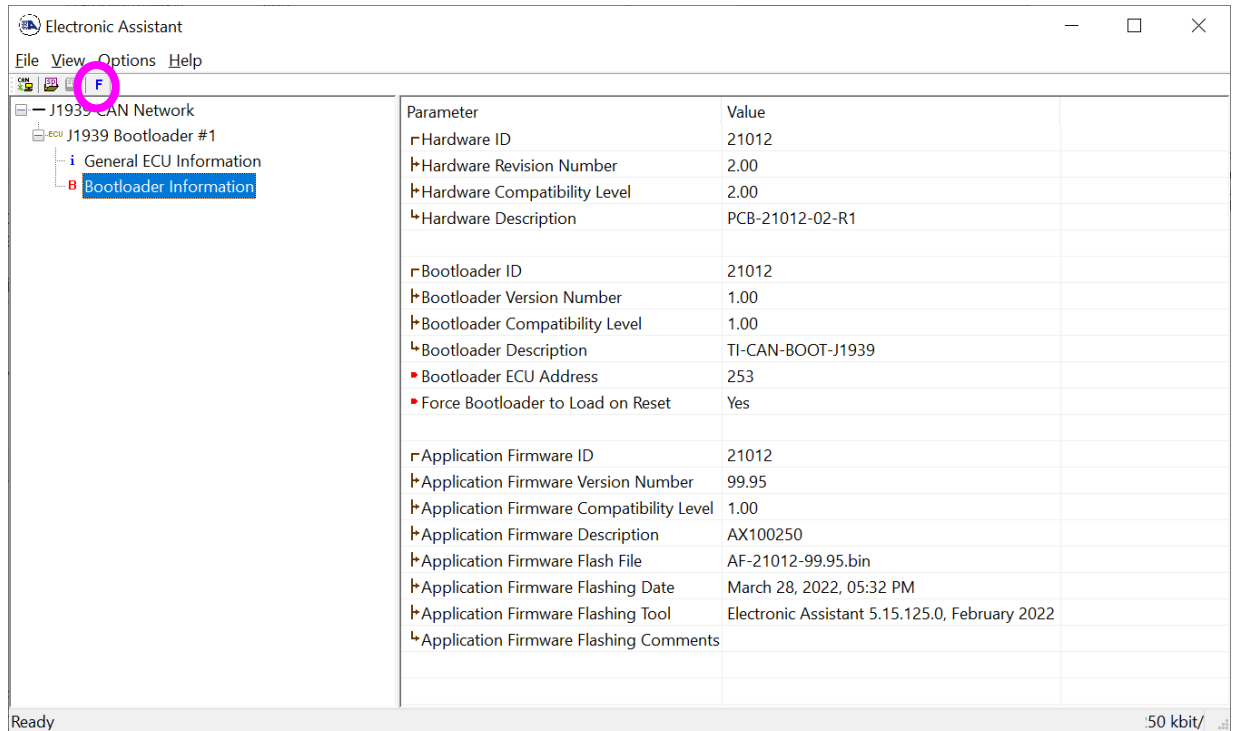 Electronic Assistant
File View Options Help
F
J1939 CAN Network
ECU J1939 Bootloader #1
i General ECU Information
B Bootloader Information
Parameter Value
Hardware ID 21012
Hardware Revision Number 2.00
Hardware Compatibility Level 2.00
Hardware Description PCB-21012-02-R1
Bootloader ID 21012
Bootloader Version Number 1.00
Bootloader Compatibility Level 1.00
Bootloader Description TI-CAN-BOOT-J1939
Bootloader ECU Address 253
Force Bootloader to Load on Reset Yes
Application Firmware ID 21012
Application Firmware Version Number 99.95
Application Firmware Compatibility Level 1.00
Application Firmware Description AX100250
Application Firmware Flash File AF-21012-99.95.bin
Application Firmware Flashing Date March 28, 2022, 05:32 PM
Application Firmware Flashing Tool Electronic Assistant 5.15.125.0, February 2022
Application Firmware Flashing Comments
Ready :50 kbit/